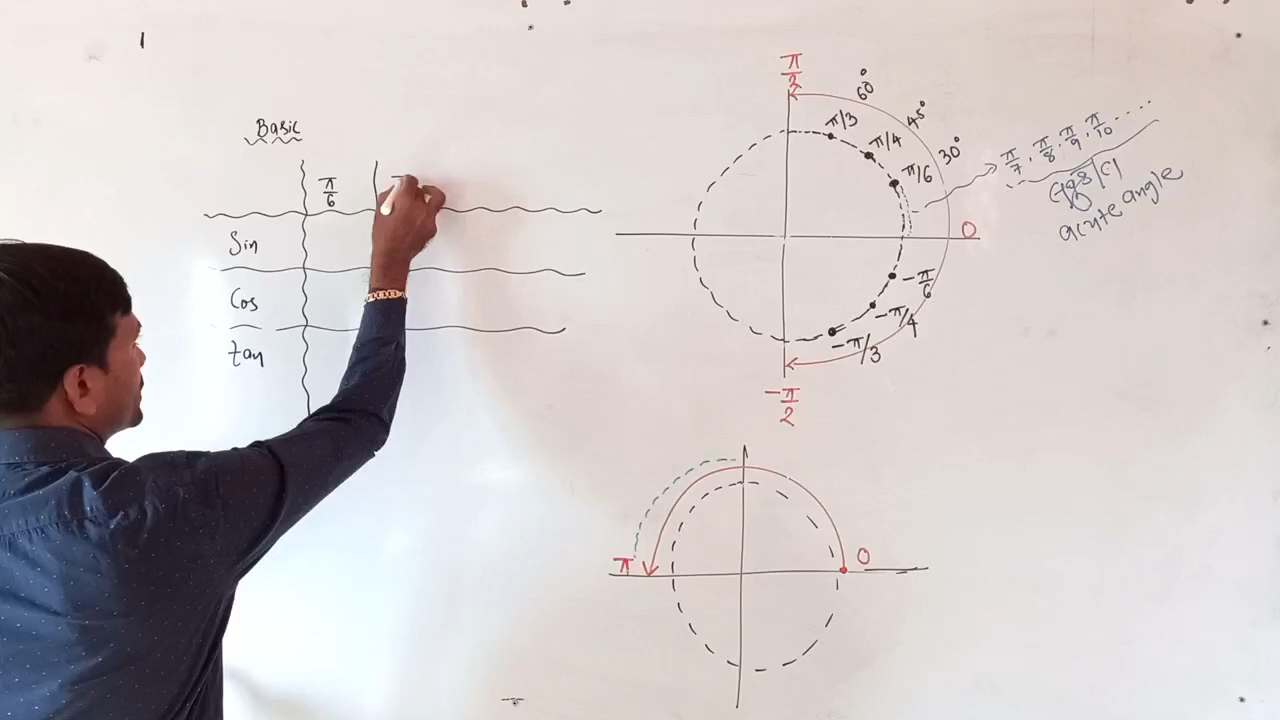 Basic
π/6
Sin
Cos
tan
π/2
60°
π/3
45°
π/4
30°
π/6
0
-π/6
-π/4
-π/3
-π/2
π/7, π/8, π/9, π/10 ....
acute angle
π
0